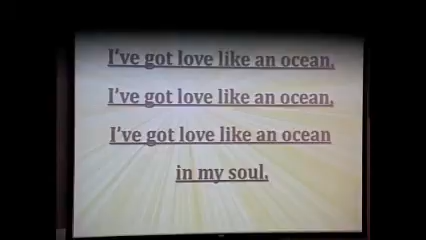 I've got love like an ocean,
I've got love like an ocean,
I've got love like an ocean
in my soul.